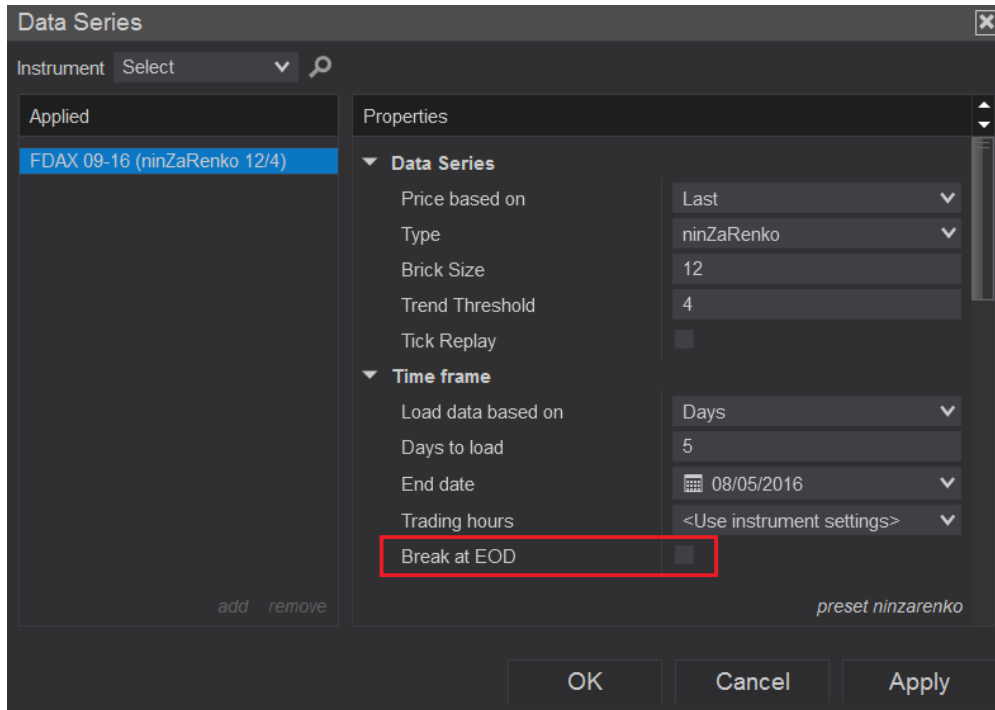 Data Series
Instrument Select
Applied
FDAX 09-16 (ninZaRenko 12/4)
add remove
Properties
Data Series
Price based on Last
Type ninZaRenko
Brick Size 12
Trend Threshold 4
Tick Replay
Time frame
Load data based on Days
Days to load 5
End date 08/05/2016
Trading hours <Use instrument settings>
Break at EOD
preset ninzarenko
OK Cancel Apply